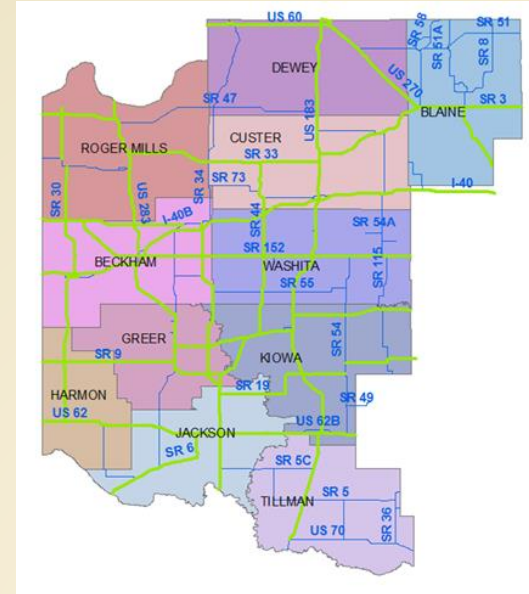 US 60
SR 58
SR 51
DEWEY
SR 51A
SR 8
US 270
SR 47
US 183
BLAINE
SR 3
ROGER MILLS
CUSTER
SR 33
SR 30
US 283
SR 34
SR 73
I-40
I-40B
SR 44
SR 54A
BECKHAM
SR 152
WASHITA
SR 115
SR 55
GREER
SR 9
KIOWA
SR 54
HARMON
SR 19
SR 49
US 62
JACKSON
US 62B
SR 6
SR 5C
TILLMAN
SR 5
SR 36
US 70